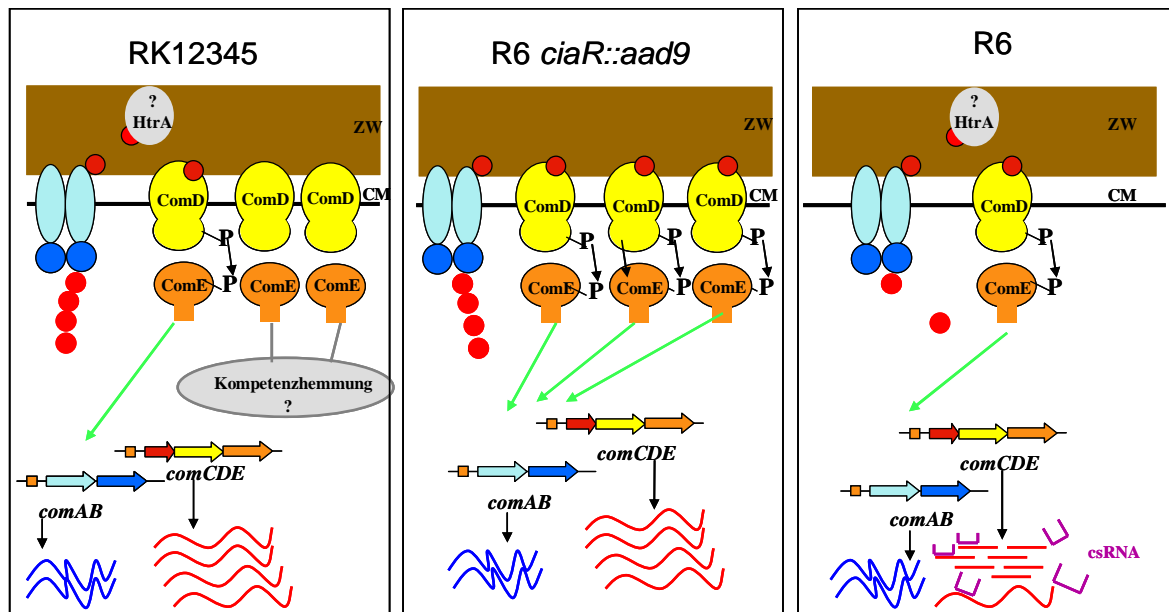 RK12345
?
HtrA
ZW
ComD
ComD
ComD
CM
P
ComE
P
ComE
ComE
Kompetenzhemmung
?
comCDE
comAB
R6 ciaR::aad9
ZW
ComD
ComD
ComD
CM
P
P
P
ComE
P
ComE
P
ComE
P
comCDE
comAB
R6
?
HtrA
ZW
ComD
CM
P
ComE
P
comCDE
comAB
csRNA